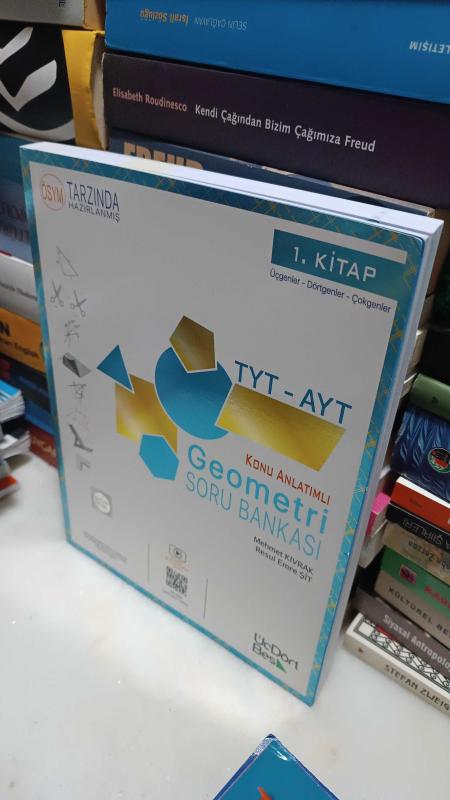 SELİN ÇAĞLAYAN İsrail Sözlüğü
İLETİŞİM
Elisabeth Roudinesco Kendi Çağından Bizim Çağımıza Freud
FREUD
ÖSYM TARZINDA
HAZIRLANMIŞ
1. KİTAP
Üçgenler - Dörtgenler - Çokgenler
TYT - AYT
KONU ANLATIMLI
Geometri
SORU BANKASI
Mehmet KIVRAK
Resul Emre ŞİT
ÜçDört
Beş
KÜLTÜREL
Siyasal Antropoloji
STEFAN ZWEIG